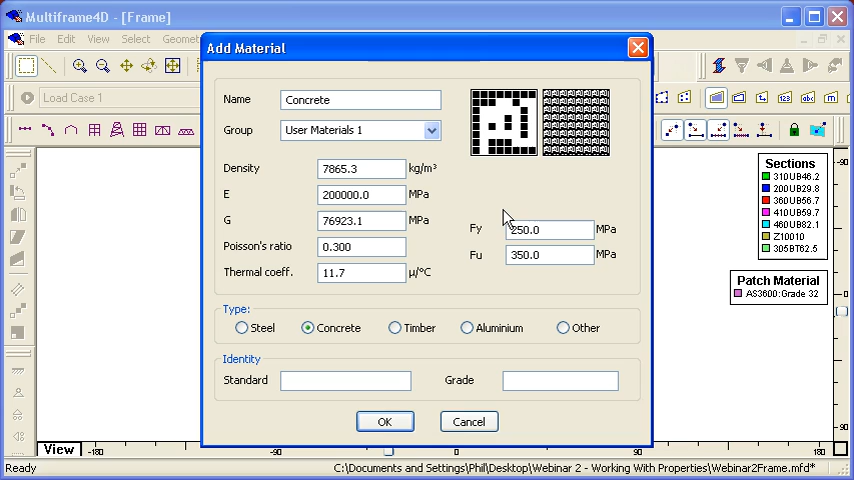 Multiframe4D - [Frame]
File Edit View Select Geomet
Load Case 1
Add Material
Name Concrete
Group User Materials 1
Density 7865.3 kg/m³
E 200000.0 MPa
G 76923.1 MPa
Poisson's ratio 0.300
Thermal coeff. 11.7 µ/°C
Fy 250.0 MPa
Fu 350.0 MPa
Type:
Steel Concrete Timber Aluminium Other
Identity
Standard Grade
OK Cancel
Sections
310UB46.2
200UB29.8
360UB56.7
410UB59.7
460UB82.1
Z10010
305BT62.5
Patch Material
AS3600:Grade 32
-90
-0
-90
View -180 -90 0 90 180
Ready C:\Documents and Settings\Phil\Desktop\Webinar 2 - Working With Properties\Webinar2Frame.mfd*